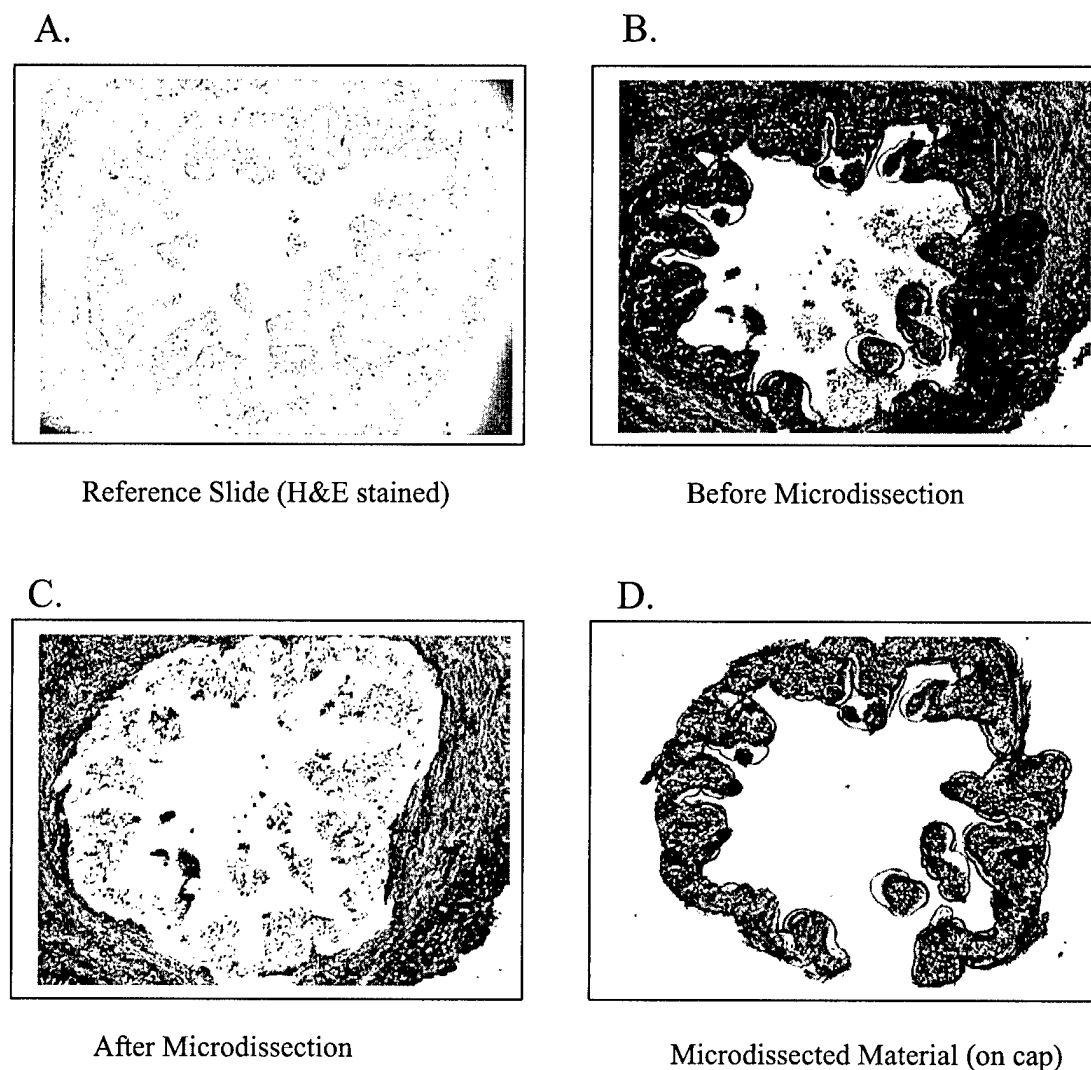 A.
B.
Reference Slide (H&E stained)
Before Microdissection
C.
D.
After Microdissection
Microdissected Material (on cap)